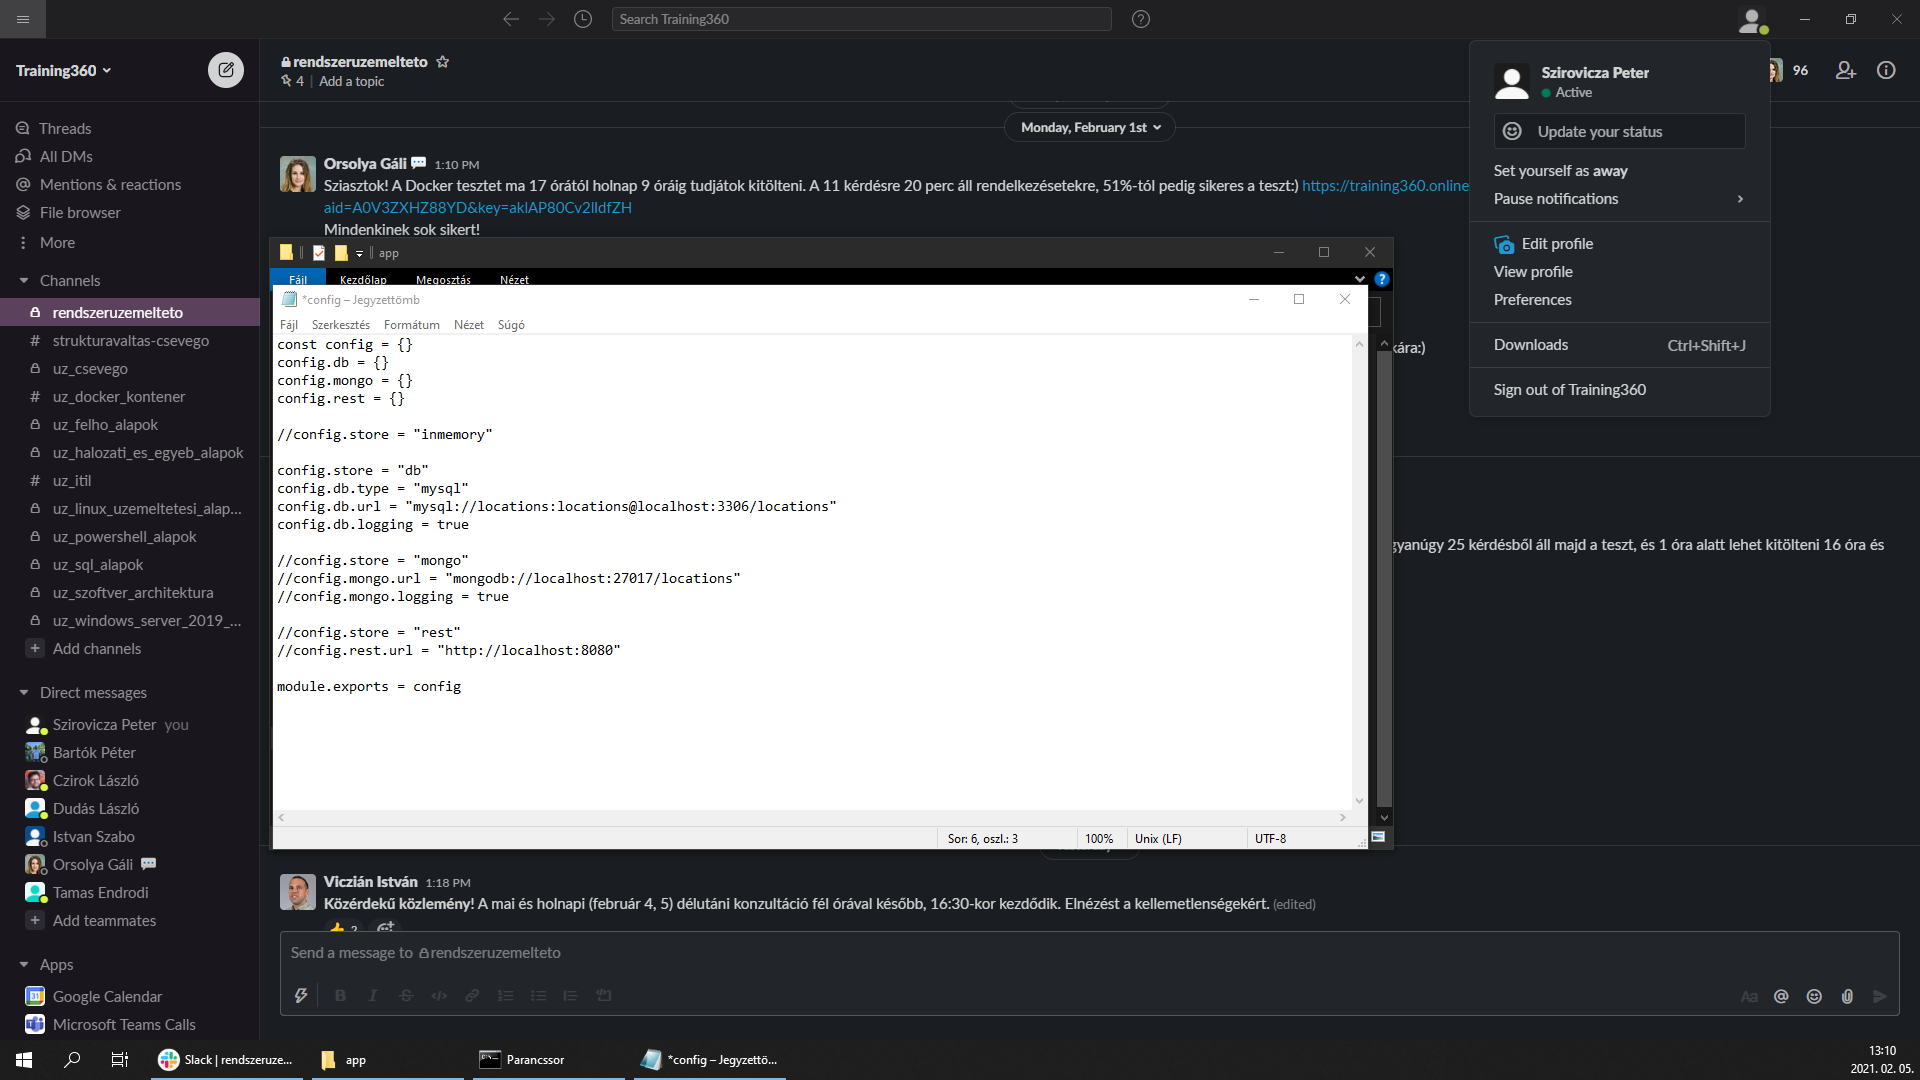 Search Training360
Training360
Threads
All DMs
Mentions & reactions
File browser
More
Channels
rendszeruzemelteto
strukturavaltas-csevego
uz_csevego
uz_docker_kontener
uz_felho_alapok
uz_halozati_es_egyeb_alapok
uz_itil
uz_linux_uzemeltetesi_alap...
uz_powershell_alapok
uz_sql_alapok
uz_szoftver_architektura
uz_windows_server_2019_...
Add channels
Direct messages
Szirovicza Peter you
Bartók Péter
Czirok László
Dudás László
Istvan Szabo
Orsolya Gáli
Tamas Endrodi
Add teammates
Apps
Google Calendar
Microsoft Teams Calls
rendszeruzemelteto
4 | Add a topic
96
Monday, February 1st
Orsolya Gáli 1:10 PM
Sziasztok! A Docker tesztet ma 17 órától holnap 9 óráig tudjátok kitölteni. A 11 kérdésre 20 perc áll rendelkezésetekre, 51%-tól pedig sikeres a teszt:) https://training360.online
aid=A0V3ZXHZ88YD&key=aklAP80Cv2lldfZH
Mindenkinek sok sikert!
app
Fájl Kezdőlap Megosztás Nézet
*config – Jegyzettömb
Fájl Szerkesztés Formátum Nézet Súgó
const config = {}
config.db = {}
config.mongo = {}
config.rest = {}
//config.store = "inmemory"
config.store = "db"
config.db.type = "mysql"
config.db.url = "mysql://locations:locations@localhost:3306/locations"
config.db.logging = true
//config.store = "mongo"
//config.mongo.url = "mongodb://localhost:27017/locations"
//config.mongo.logging = true
//config.store = "rest"
//config.rest.url = "http://localhost:8080"
module.exports = config
Sor: 6, oszl.: 3 100% Unix (LF) UTF-8
kára:)
gyanúgy 25 kérdésből áll majd a teszt, és 1 óra alatt lehet kitölteni 16 óra és
Szirovicza Peter
Active
Update your status
Set yourself as away
Pause notifications
Edit profile
View profile
Preferences
Downloads Ctrl+Shift+J
Sign out of Training360
Viczián István 1:18 PM
Közérdekű közlemény! A mai és holnapi (február 4, 5) délutáni konzultáció fél órával később, 16:30-kor kezdődik. Elnézést a kellemetlenségekért. (edited)
2
Send a message to rendszeruzemelteto
Slack | rendszeruze...
app
Parancssor
*config – Jegyzettö...
13:10
2021. 02. 05.